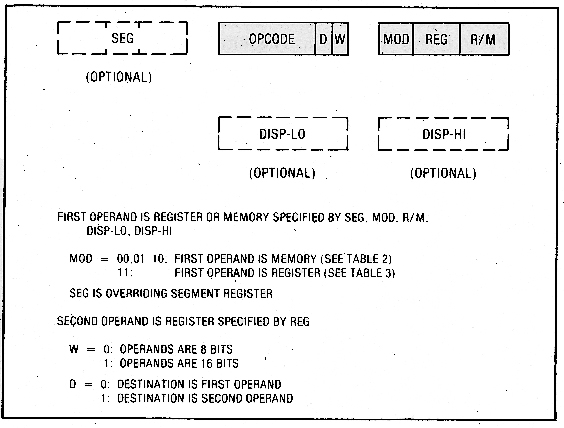 SEG OPCODE D W MOD REG R/M
(OPTIONAL)
DISP-LO DISP-HI
(OPTIONAL) (OPTIONAL)
FIRST OPERAND IS REGISTER OR MEMORY SPECIFIED BY SEG, MOD, R/M,
DISP-LO, DISP-HI
MOD = 00,01 10. FIRST OPERAND IS MEMORY (SEE TABLE 2)
11: FIRST OPERAND IS REGISTER (SEE TABLE 3)
SEG IS OVERRIDING SEGMENT REGISTER
SECOND OPERAND IS REGISTER SPECIFIED BY REG
W = 0: OPERANDS ARE 8 BITS
1: OPERANDS ARE 16 BITS
D = 0: DESTINATION IS FIRST OPERAND
1: DESTINATION IS SECOND OPERAND